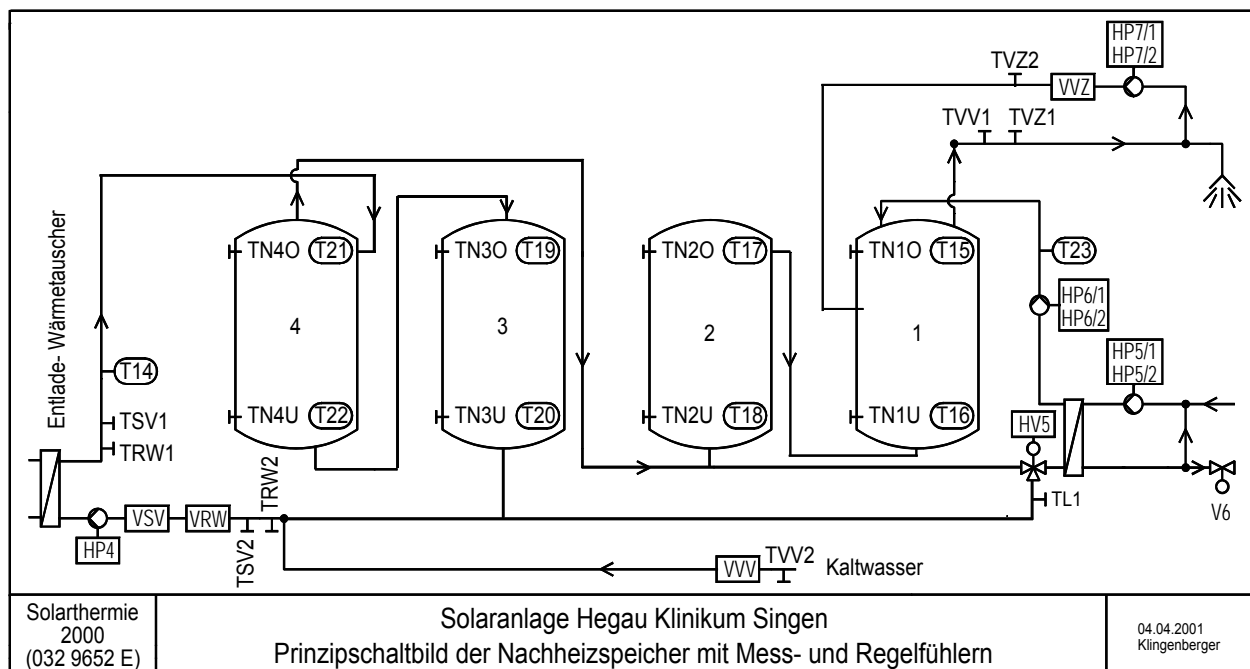 HP7/1
HP7/2
TVZ2
VVZ
TVV1
TVZ1
Entlade- Wärmetauscher
TN4O
T21
TN3O
T19
TN2O
T17
TN1O
T15
T23
HP6/1
HP6/2
4
3
2
1
HP5/1
HP5/2
T14
TSV1
TRW1
TN4U
T22
TN3U
T20
TN2U
T18
TN1U
T16
HV5
TRW2
TL1
V6
VSV
VRW
HP4
TSV2
VVV
TVV2
Kaltwasser
Solarthermie
2000
(032 9652 E)
Solaranlage Hegau Klinikum Singen
Prinzipschaltbild der Nachheizspeicher mit Mess- und Regelfühlern
04.04.2001
Klingenberger